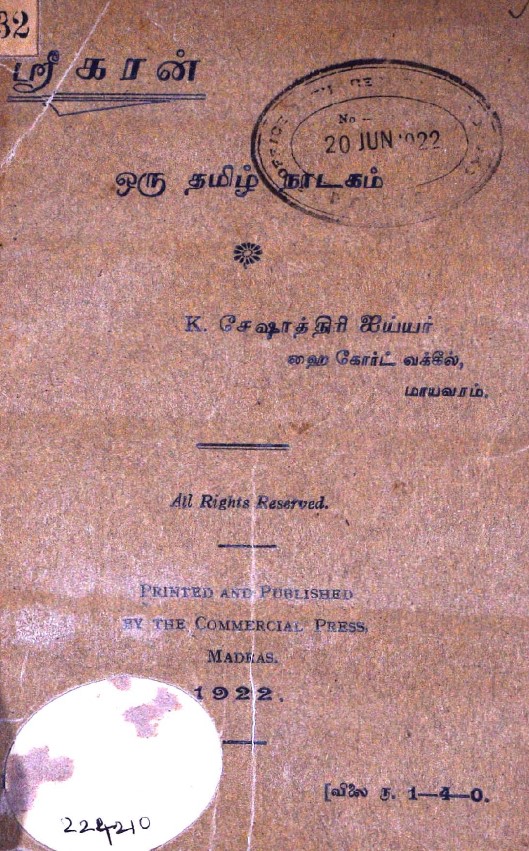 32
ஸ்ரீகரன்
No —
20 JUN 1922
ஒரு தமிழ் நாடகம்
K. சேஷாத்திரி ஐய்யர்
ஹை கோர்ட் வக்கீல்,
மாயவரம்.
All Rights Reserved.
PRINTED AND PUBLISHED
BY THE COMMERCIAL PRESS,
MADRAS.
1922.
[விலை ரூ. 1—4—0.